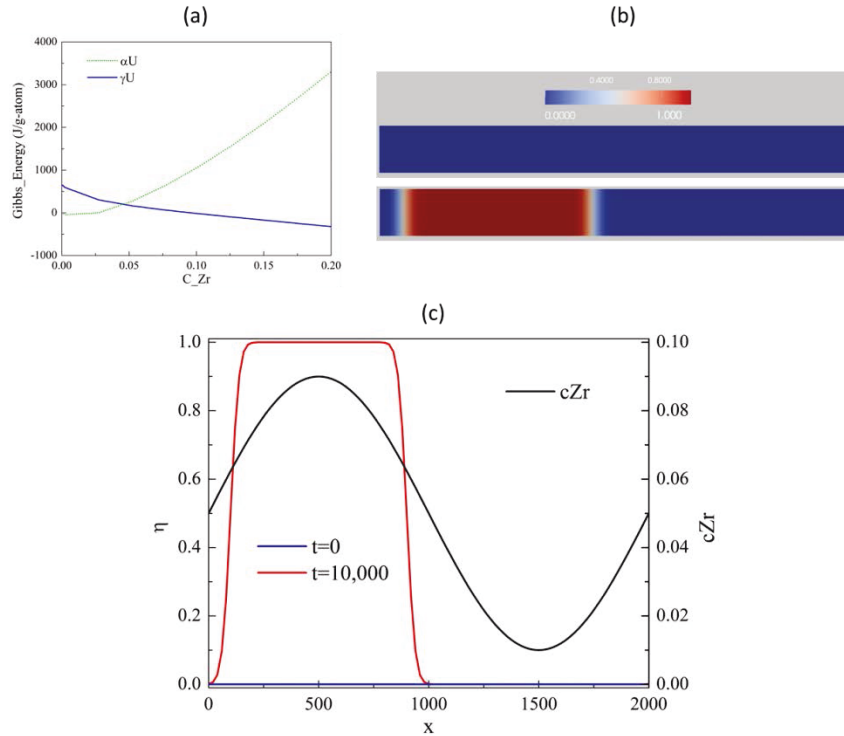 (a)
4000
3000
2000
1000
0
-1000
Gibbs_Energy (J/g-atom)
αU
γU
0.00 0.05 0.10 0.15 0.20
C_Zr
(b)
0.4000 0.8000
0.0000 1.000
(c)
1.0
0.8
0.6
0.4
0.2
0.0
η
cZr
t=0
t=10,000
0.10
0.08
0.06
0.04
0.02
0.00
cZr
0 500 1000 1500 2000
x